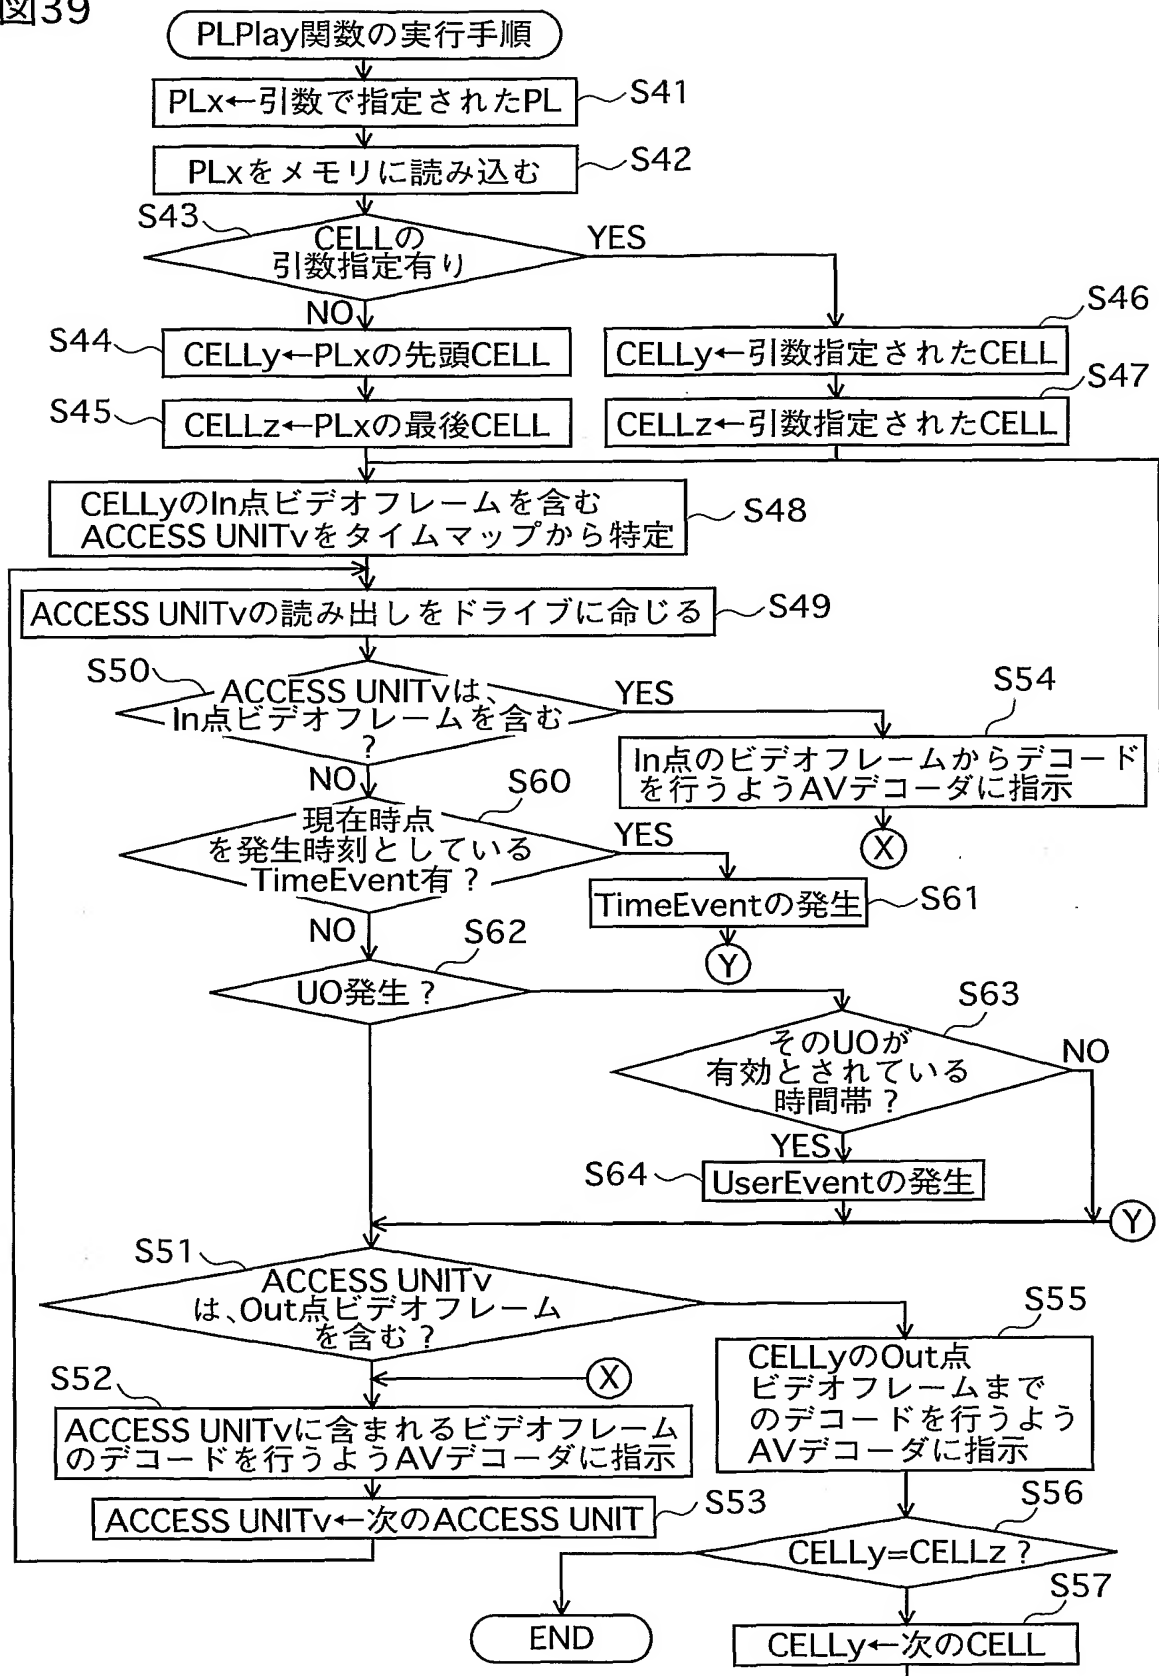 図39
PLPlay関数の実行手順
PLx←引数で指定されたPL
S41
PLxをメモリに読み込む
S42
S43
CELLの
引数指定有り
YES
NO
S44
CELLy←PLxの先頭CELL
S46
CELLy←引数指定されたCELL
S45
CELLz←PLxの最後CELL
S47
CELLz←引数指定されたCELL
CELLyのIn点ビデオフレームを含む
ACCESS UNITvをタイムマップから特定
S48
ACCESS UNITvの読み出しをドライブに命じる
S49
S50
ACCESS UNITvは、
In点ビデオフレームを含む
?
YES
NO
S54
In点のビデオフレームからデコード
を行うようAVデコーダに指示
X
S60
現在時点
を発生時刻としている
TimeEvent有?
YES
NO
TimeEventの発生
S61
Y
S62
UO発生?
S63
そのUOが
有効とされている
時間帯?
NO
YES
S64
UserEventの発生
Y
S51
ACCESS UNITv
は、Out点ビデオフレーム
を含む?
S55
CELLyのOut点
ビデオフレームまで
のデコードを行うよう
AVデコーダに指示
X
S52
ACCESS UNITvに含まれるビデオフレーム
のデコードを行うようAVデコーダに指示
S53
ACCESS UNITv←次のACCESS UNIT
S56
CELLy=CELLz?
END
S57
CELLy←次のCELL